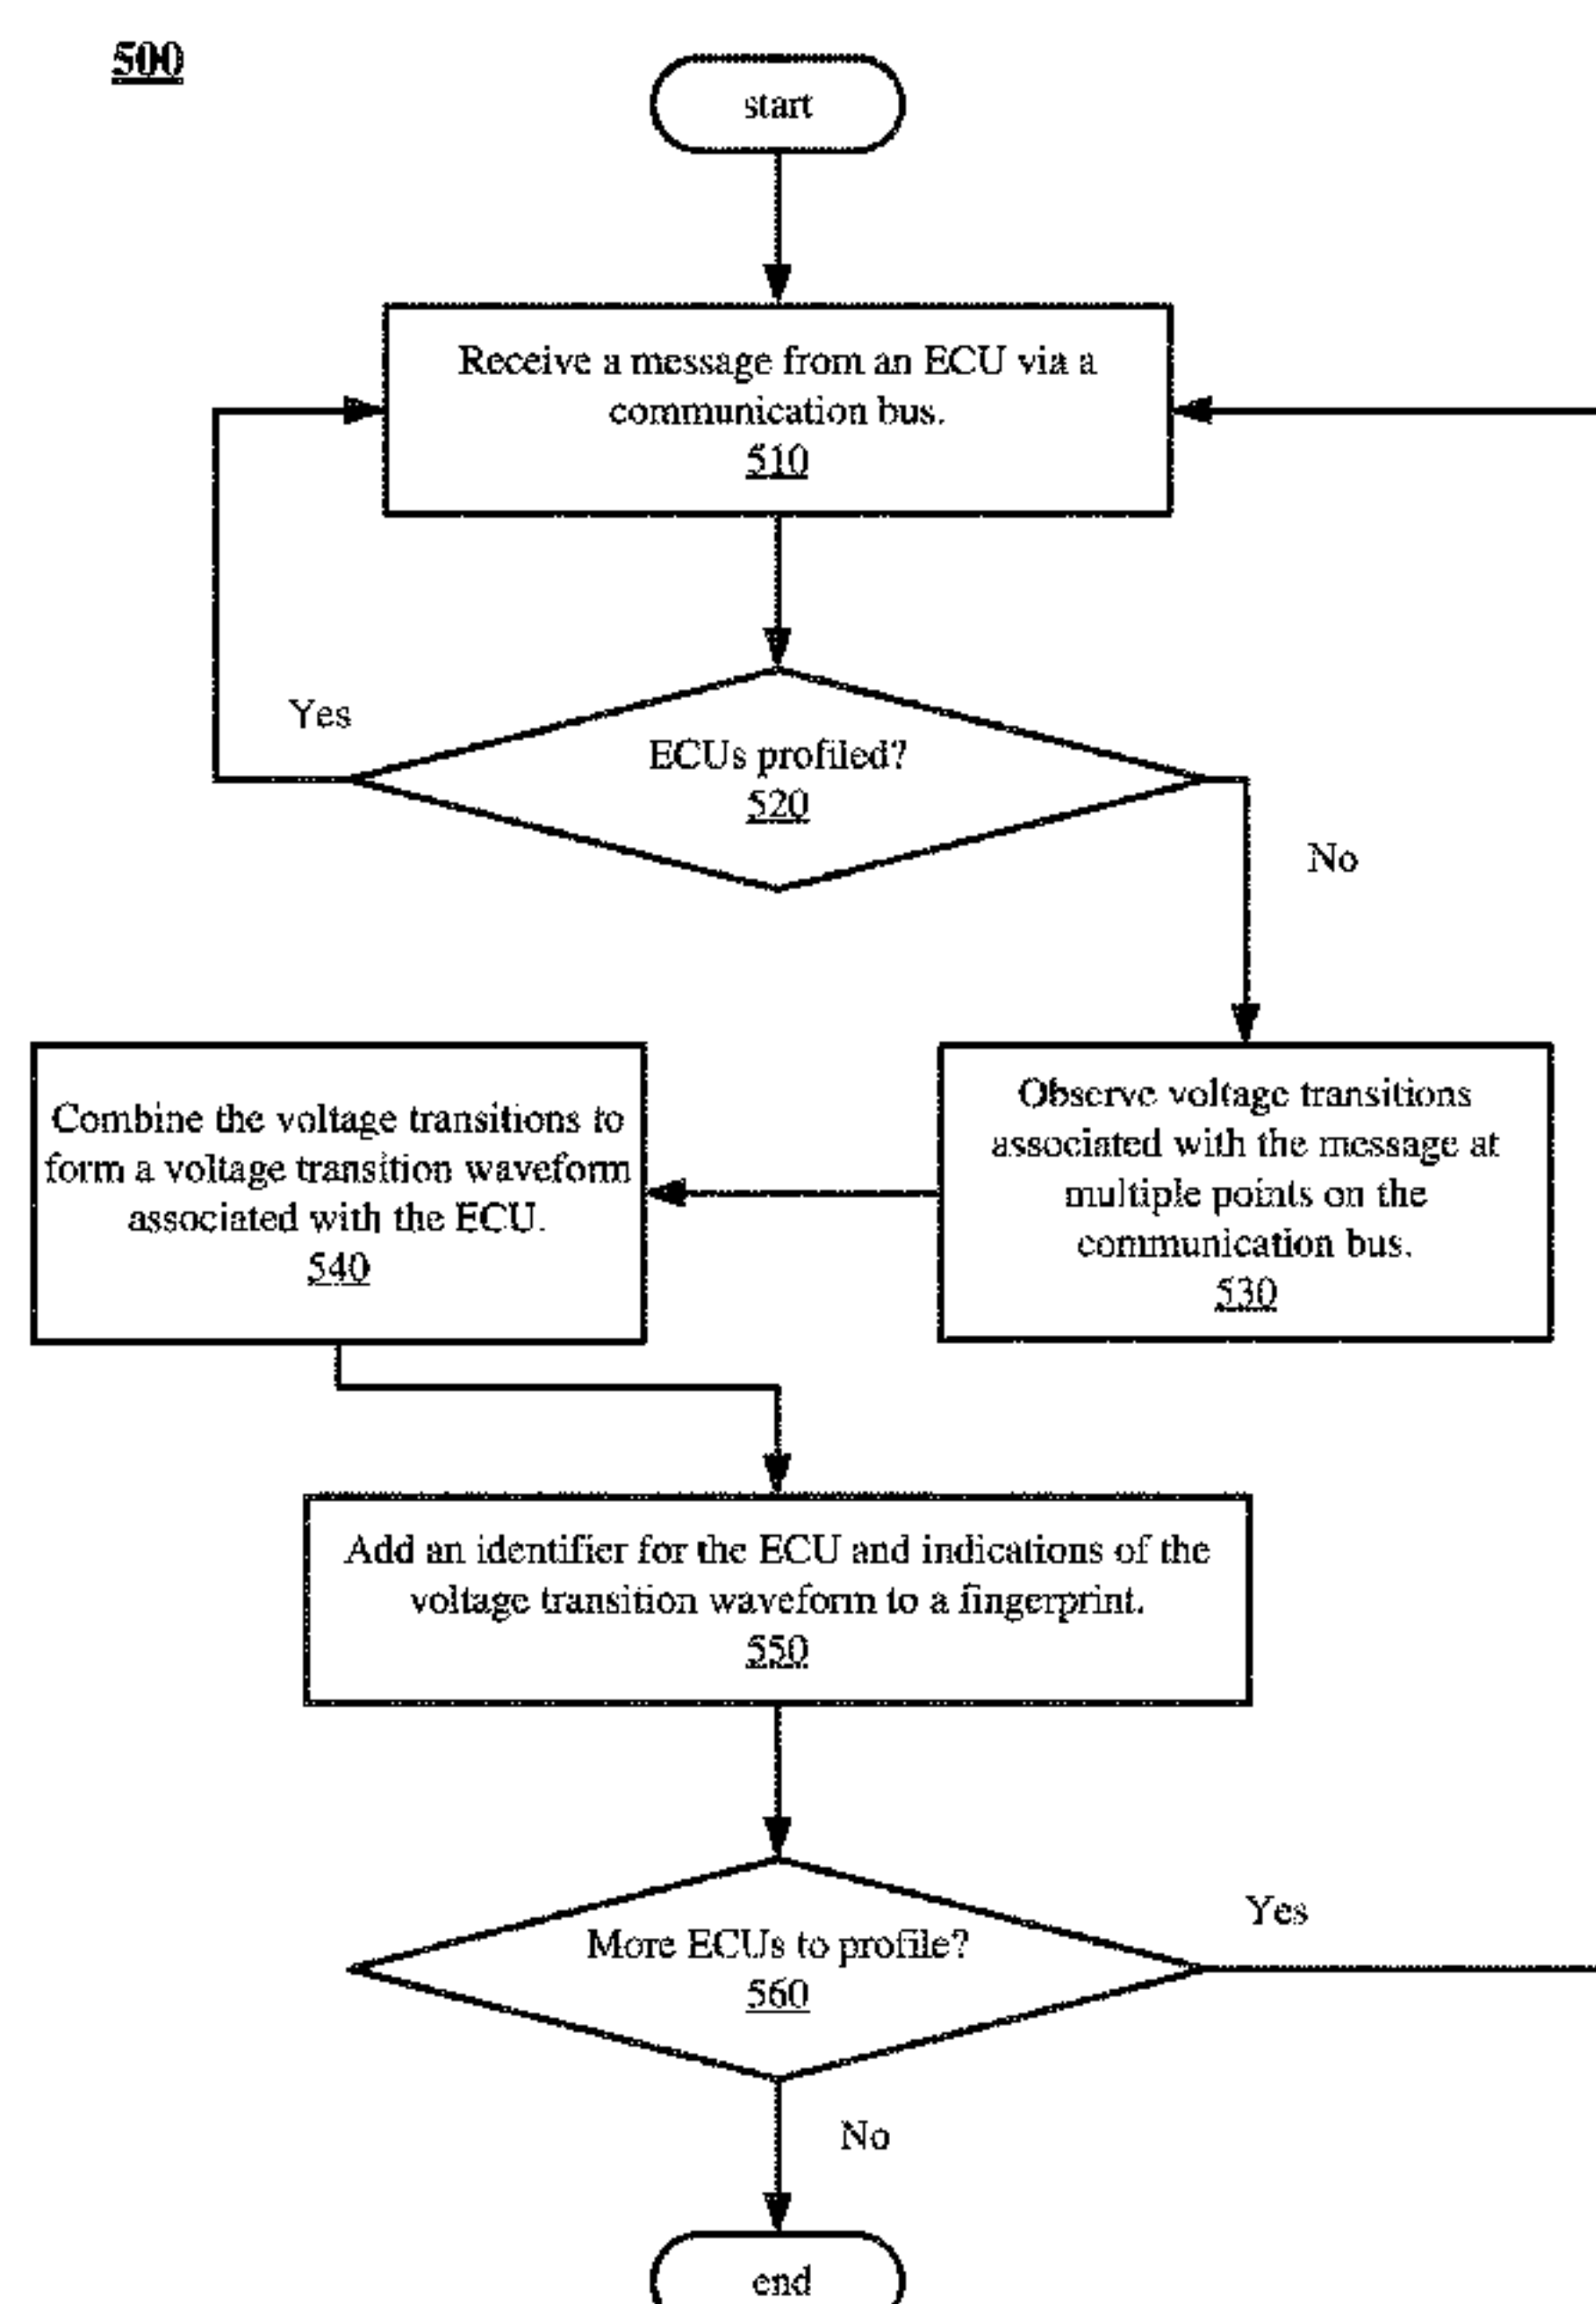 500
start
Receive a message from an ECU via a
communication bus.
510
Yes
ECUs profiled?
520
No
Observe voltage transitions
associated with the message at
multiple points on the
communication bus.
530
Combine the voltage transitions to
form a voltage transition waveform
associated with the ECU.
540
Add an identifier for the ECU and indications of the
voltage transition waveform to a fingerprint.
550
More ECUs to profile?
560
Yes
No
end